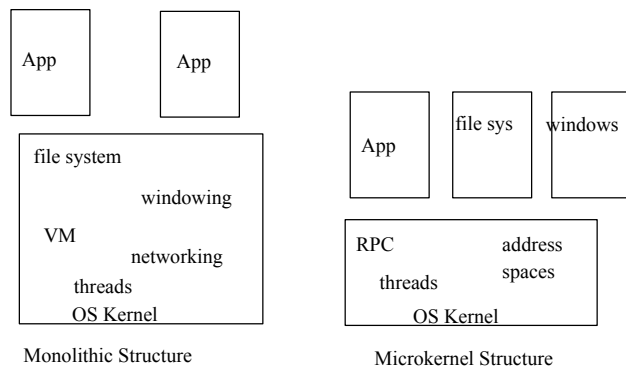 App
App
file system
windowing
VM
networking
threads
OS Kernel
Monolithic Structure
App
file sys
windows
RPC
address
spaces
threads
OS Kernel
Microkernel Structure